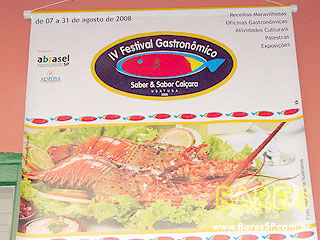 de 07 a 31 de agosto de 2008
Receitas Maravilhosas
Oficinas Gastronômicas
Atividades Culturais
Palestras
Exposições
abrasel
IV Festival Gastronômico
Saber & Sabor Caiçara
UBATUBA